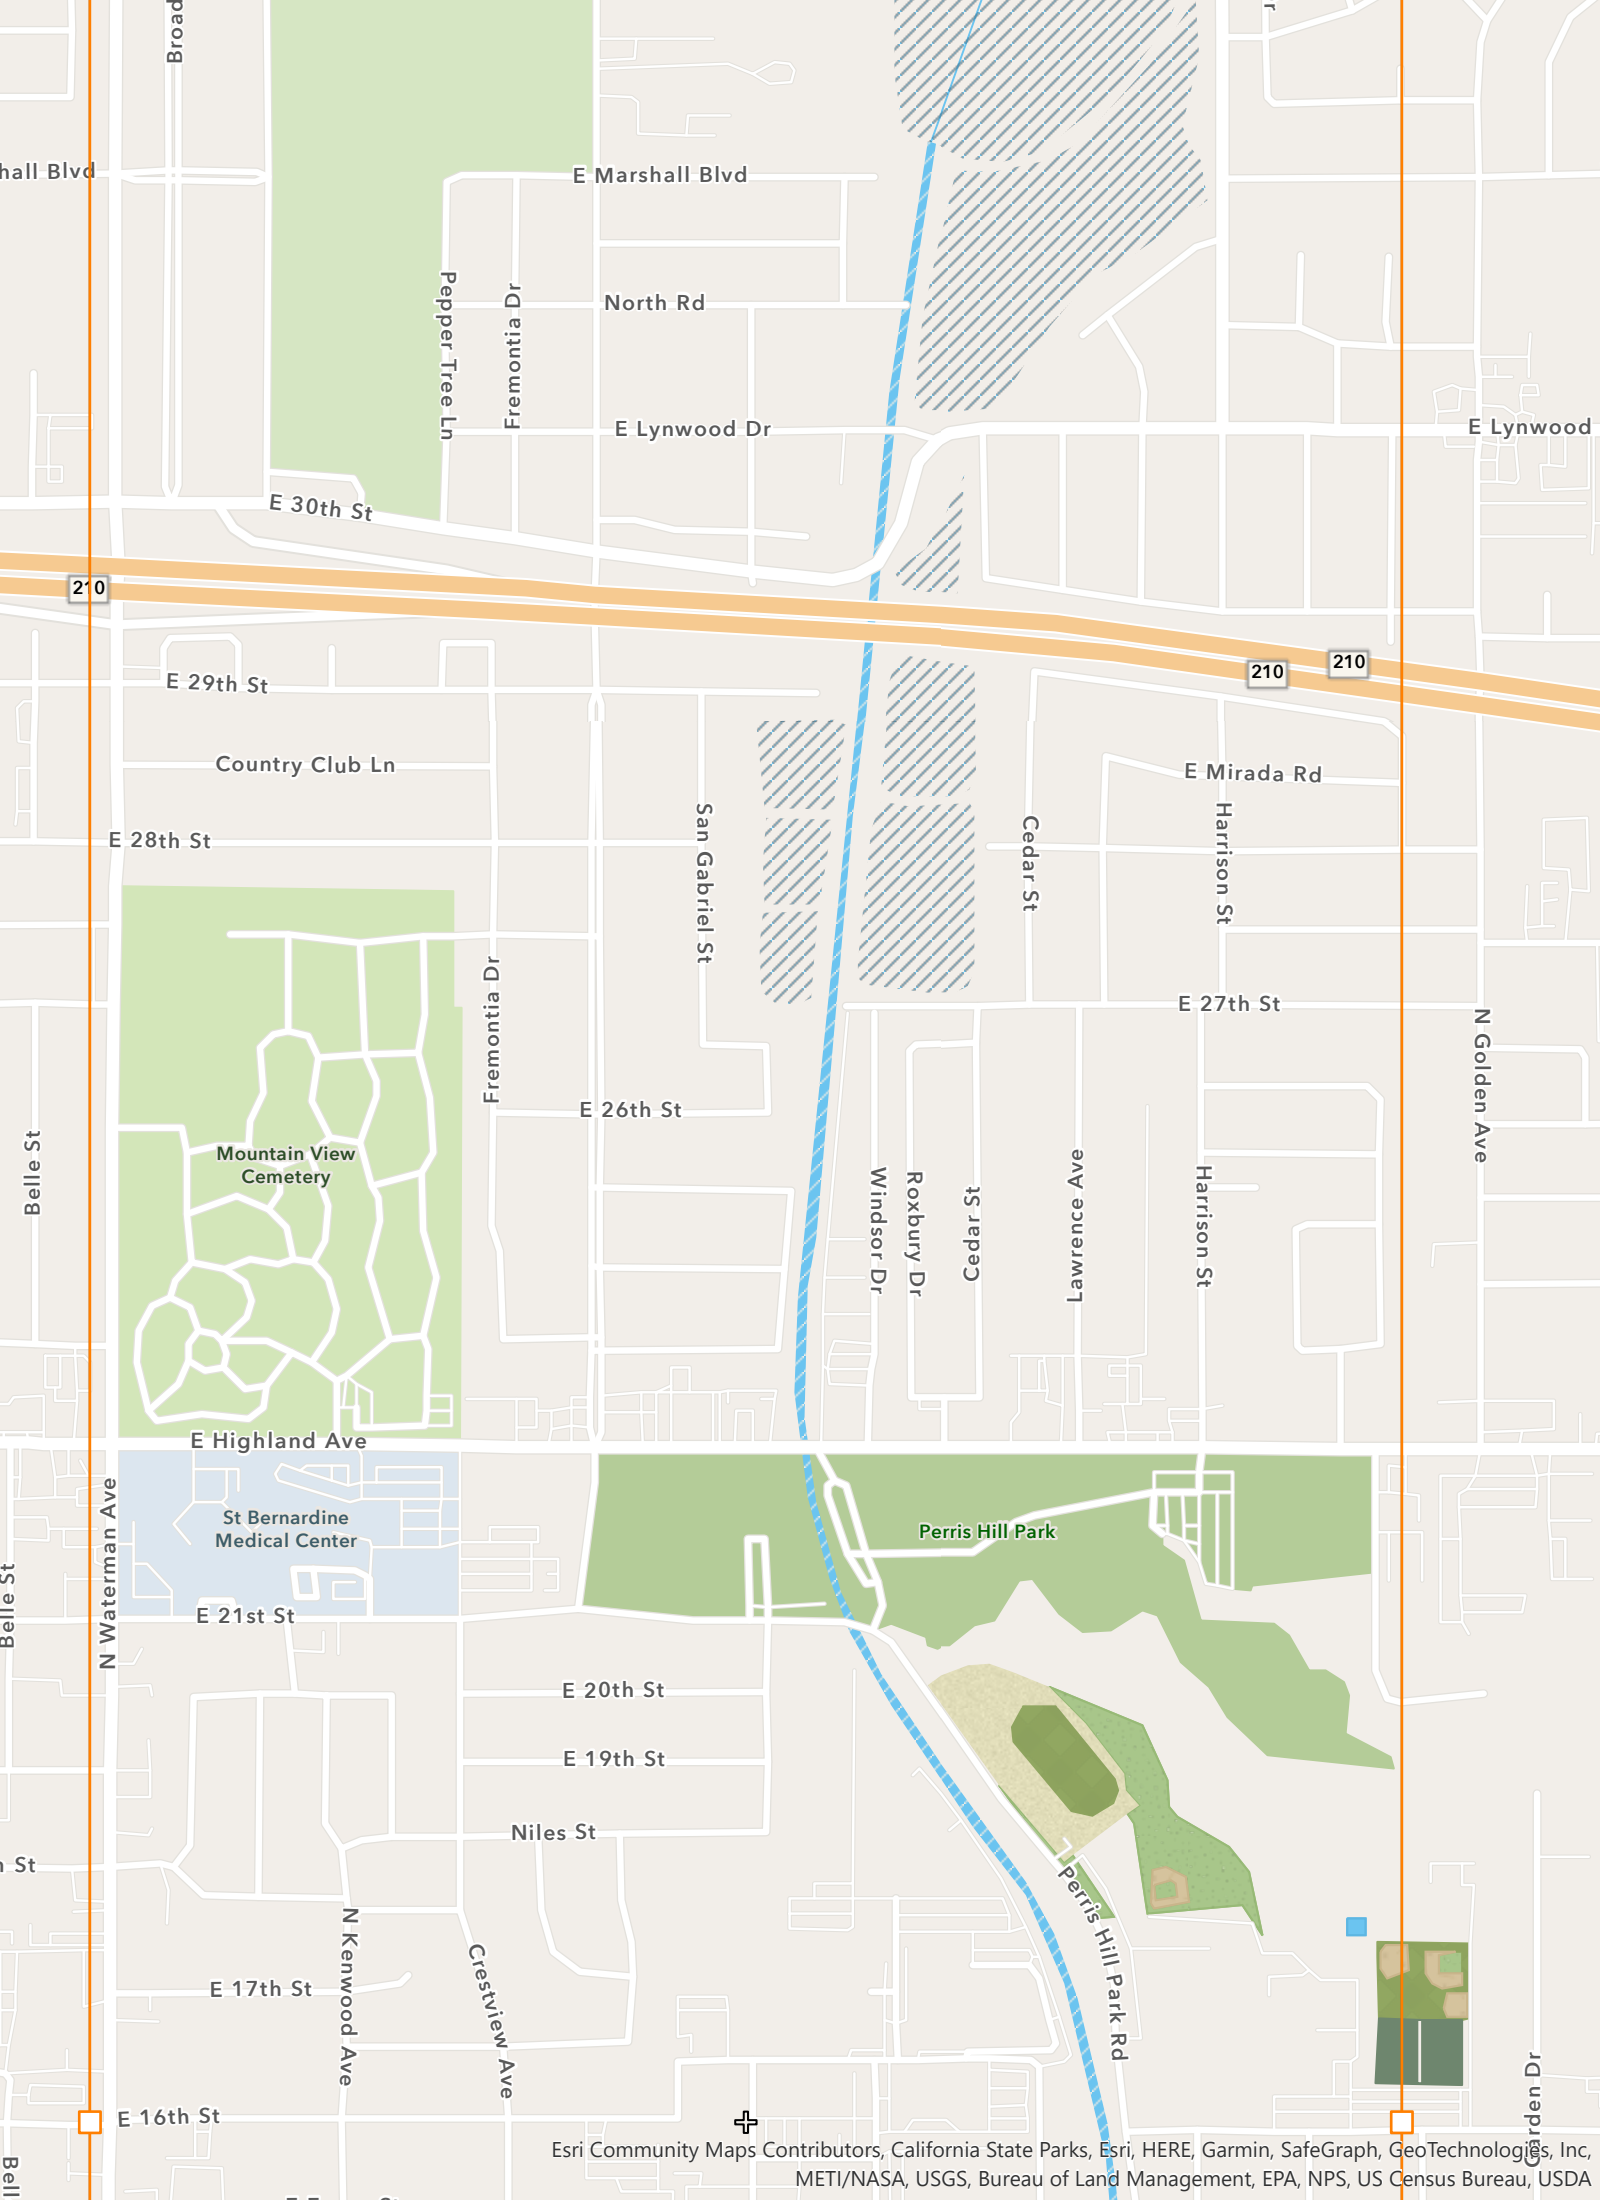 Broad
r
hall Blvd
E Marshall Blvd
Pepper Tree Ln
Fremontia Dr
North Rd
E Lynwood Dr
E Lynwood
E 30th St
210
210
210
E 29th St
Country Club Ln
E Mirada Rd
E 28th St
San Gabriel St
Cedar St
Harrison St
Fremontia Dr
E 27th St
N Golden Ave
E 26th St
Belle St
Mountain View
Cemetery
Windsor Dr
Roxbury Dr
Cedar St
Lawrence Ave
Harrison St
E Highland Ave
N Waterman Ave
St Bernardine
Medical Center
Perris Hill Park
Belle St
E 21st St
E 20th St
E 19th St
Niles St
h St
Perris Hill Park Rd
N Kenwood Ave
Crestview Ave
E 17th St
Garden Dr
E 16th St
Bell
Esri Community Maps Contributors, California State Parks, Esri, HERE, Garmin, SafeGraph, GeoTechnologies, Inc,
METI/NASA, USGS, Bureau of Land Management, EPA, NPS, US Census Bureau, USDA